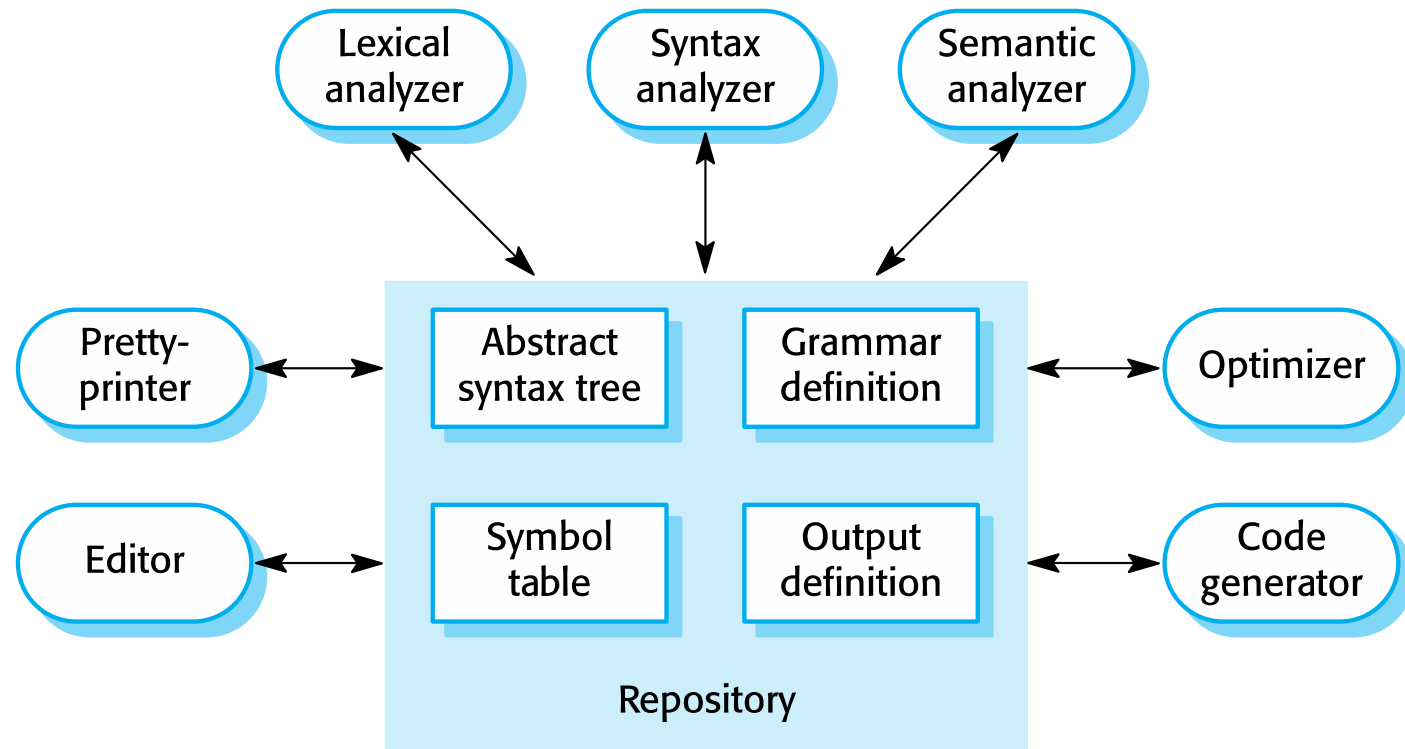 Lexical
analyzer
Syntax
analyzer
Semantic
analyzer
Pretty-
printer
Abstract
syntax tree
Grammar
definition
Optimizer
Editor
Symbol
table
Output
definition
Code
generator
Repository